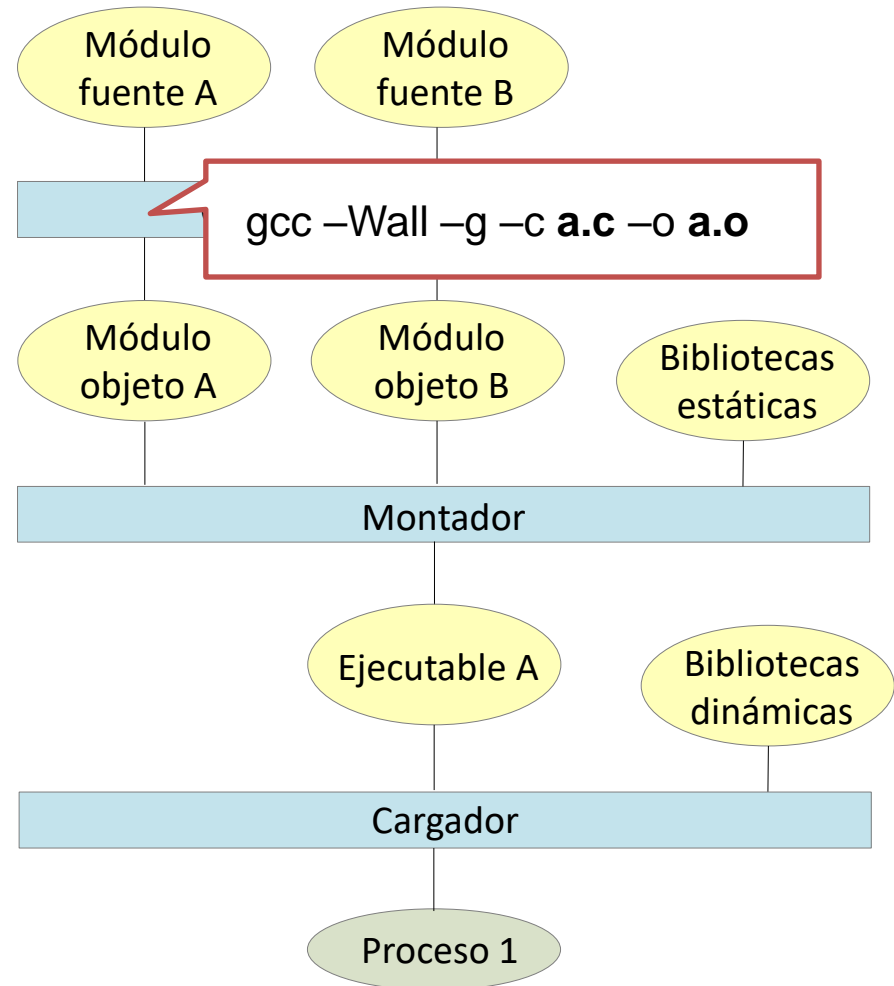 Módulo
fuente A
Módulo
fuente B
gcc –Wall –g –c a.c –o a.o
Módulo
objeto A
Módulo
objeto B
Bibliotecas
estáticas
Montador
Ejecutable A
Bibliotecas
dinámicas
Cargador
Proceso 1